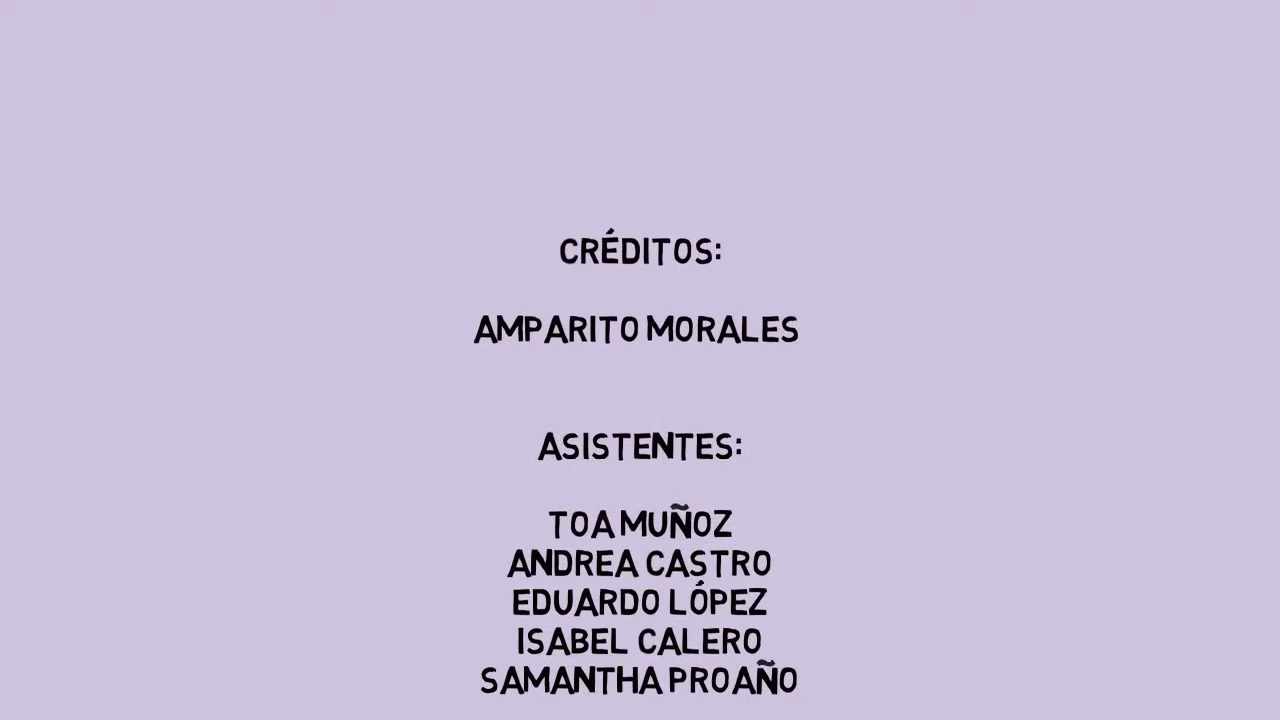 CRÉDITOS:
AMPARITO MORALES
ASISTENTES:
TOA MUÑOZ
ANDREA CASTRO
EDUARDO LÓPEZ
ISABEL CALERO
SAMANTHA PROAÑO